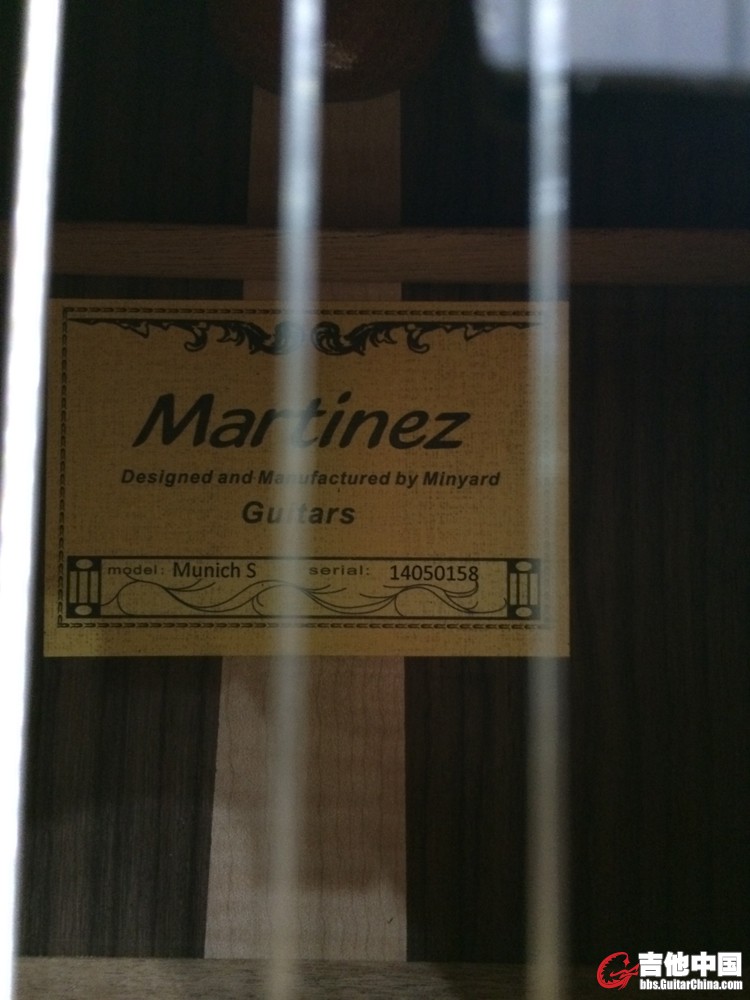 Martinez
Designed and Manufactured by Minyard
Guitars
model: Munich S serial: 14050158
吉他中国
bbs.GuitarChina.com